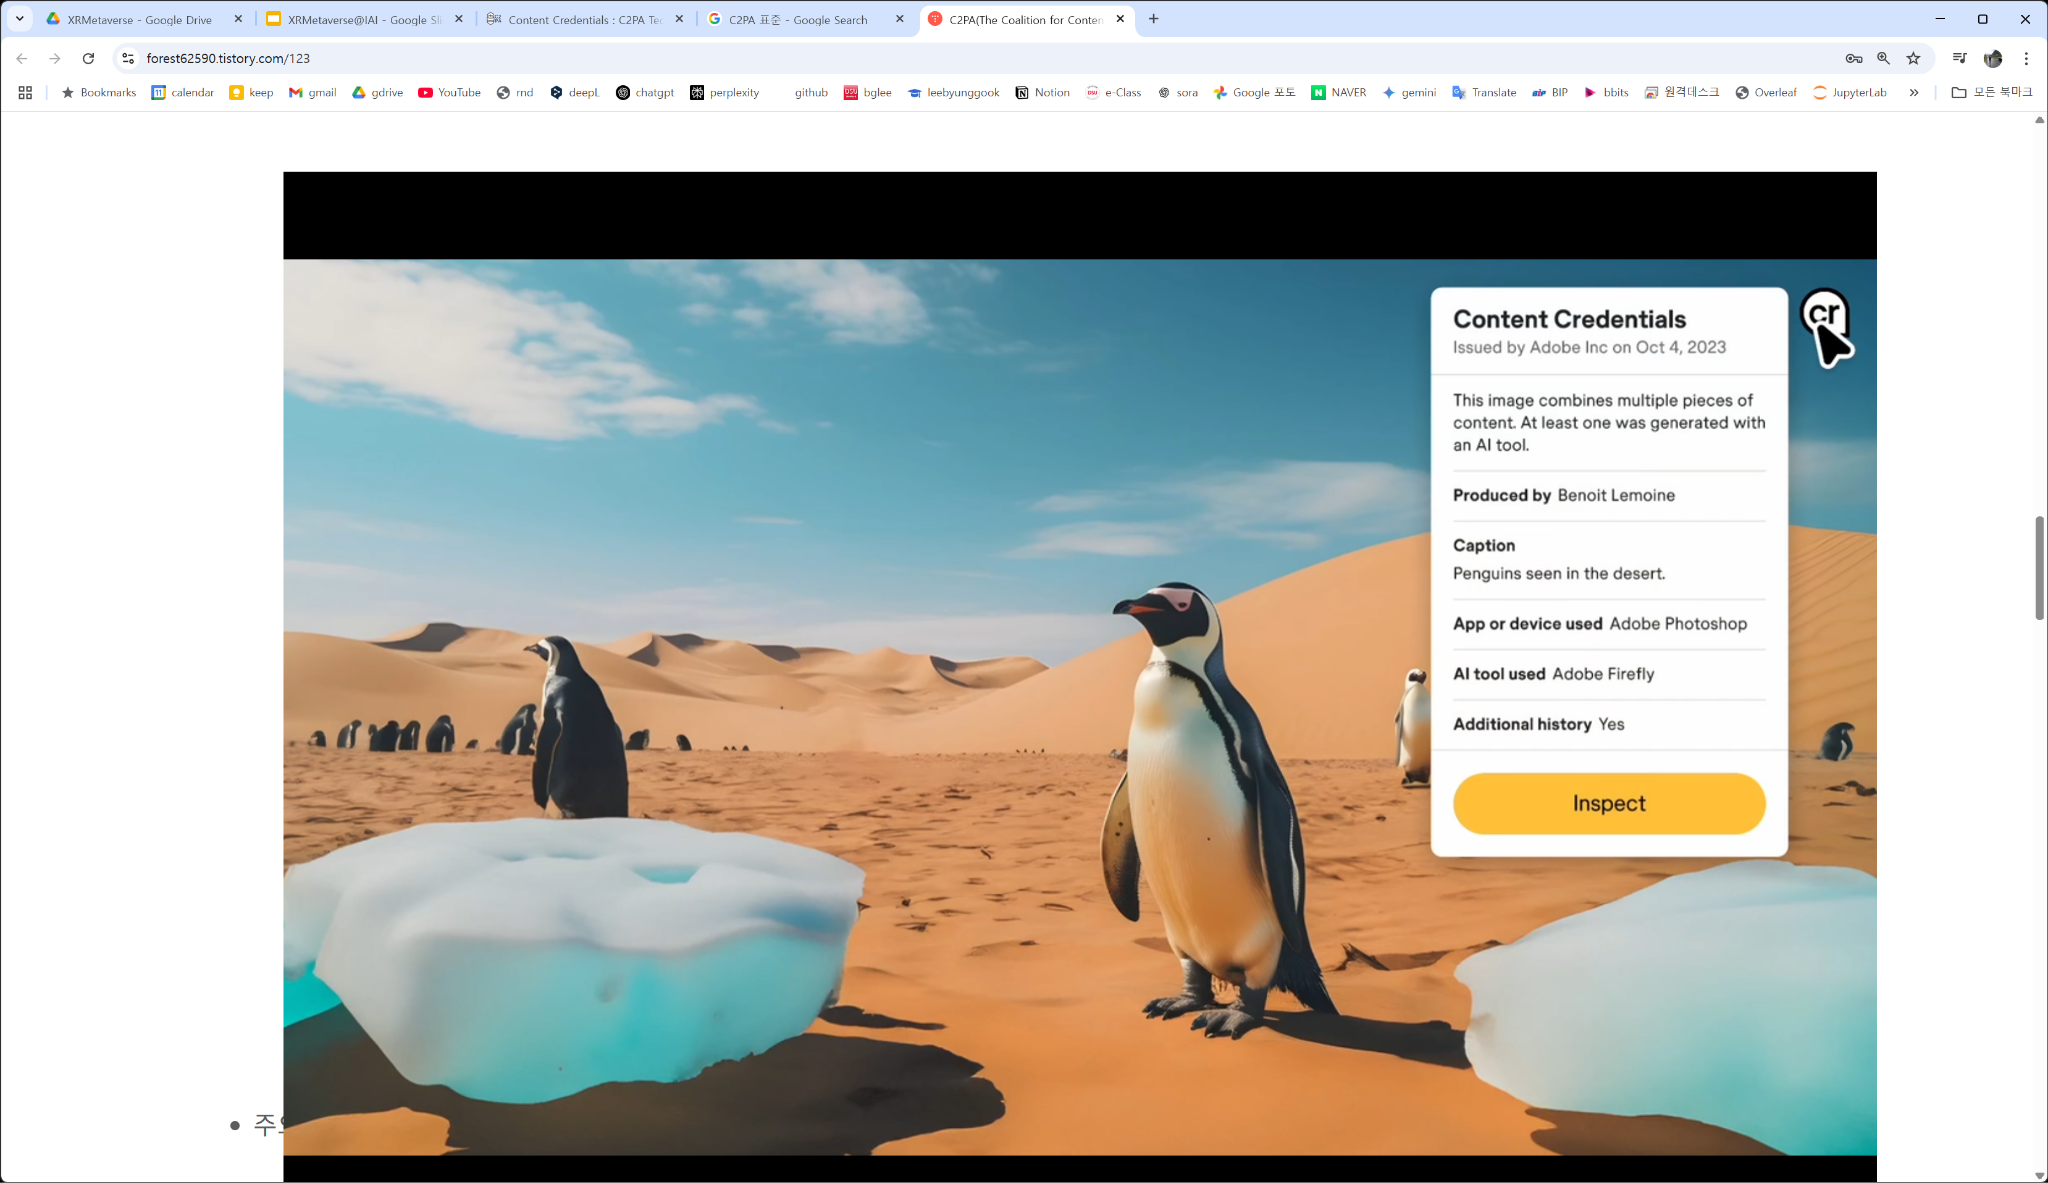 XRMetaverse - Google Drive
XRMetaverse@IAI - Google Sli
Content Credentials : C2PA Tec
C2PA 표준 - Google Search
C2PA(The Coalition for Conten
forest62590.tistory.com/123
Bookmarks calendar keep gmail gdrive YouTube rnd deepL chatgpt perplexity github bglee leebyunggook Notion e-Class sora Google 포토 NAVER gemini Translate BIP bbits 원격데스크 Overleaf JupyterLab » 모든 북마크
cr
Content Credentials
Issued by Adobe Inc on Oct 4, 2023
This image combines multiple pieces of
content. At least one was generated with
an AI tool.
Produced by Benoit Lemoine
Caption
Penguins seen in the desert.
App or device used Adobe Photoshop
AI tool used Adobe Firefly
Additional history Yes
Inspect
• 주